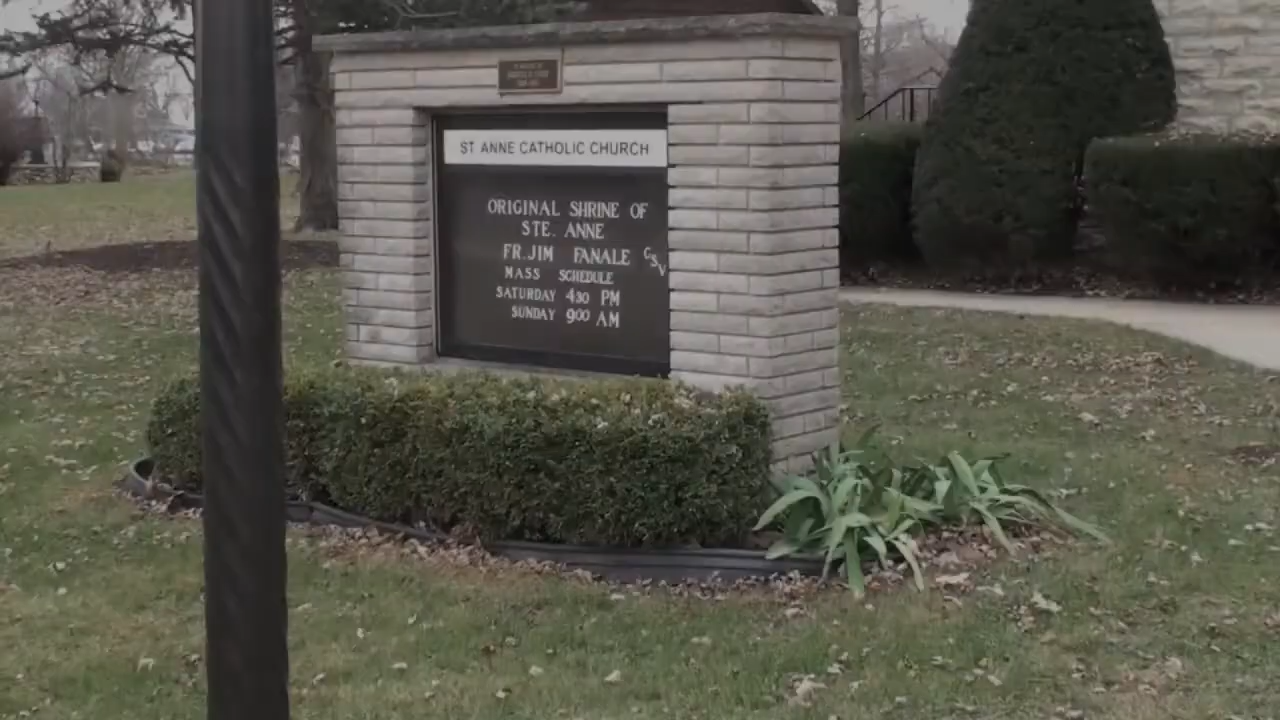 ST ANNE CATHOLIC CHURCH
ORIGINAL SHRINE OF
STE. ANNE
FR.JIM FANALE CSV
MASS SCHEDULE
SATURDAY 430 PM
SUNDAY 900 AM